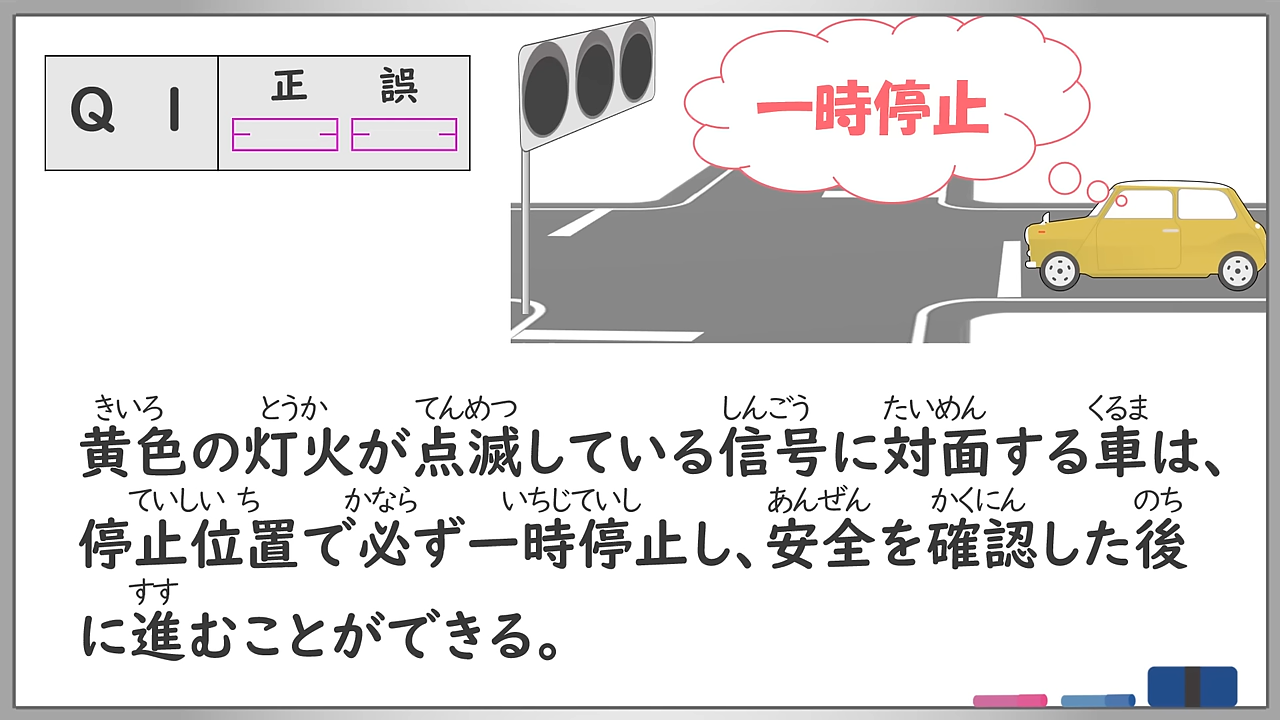 Q 1
正 誤
一時停止
きいろ とうか てんめつ しんごう たいめん くるま
黄色の灯火が点滅している信号に対面する車は、
ていしい ち かなら いちじていし あんぜん かくにん のち
停止位置で必ず一時停止し、安全を確認した後
すす
に進むことができる。